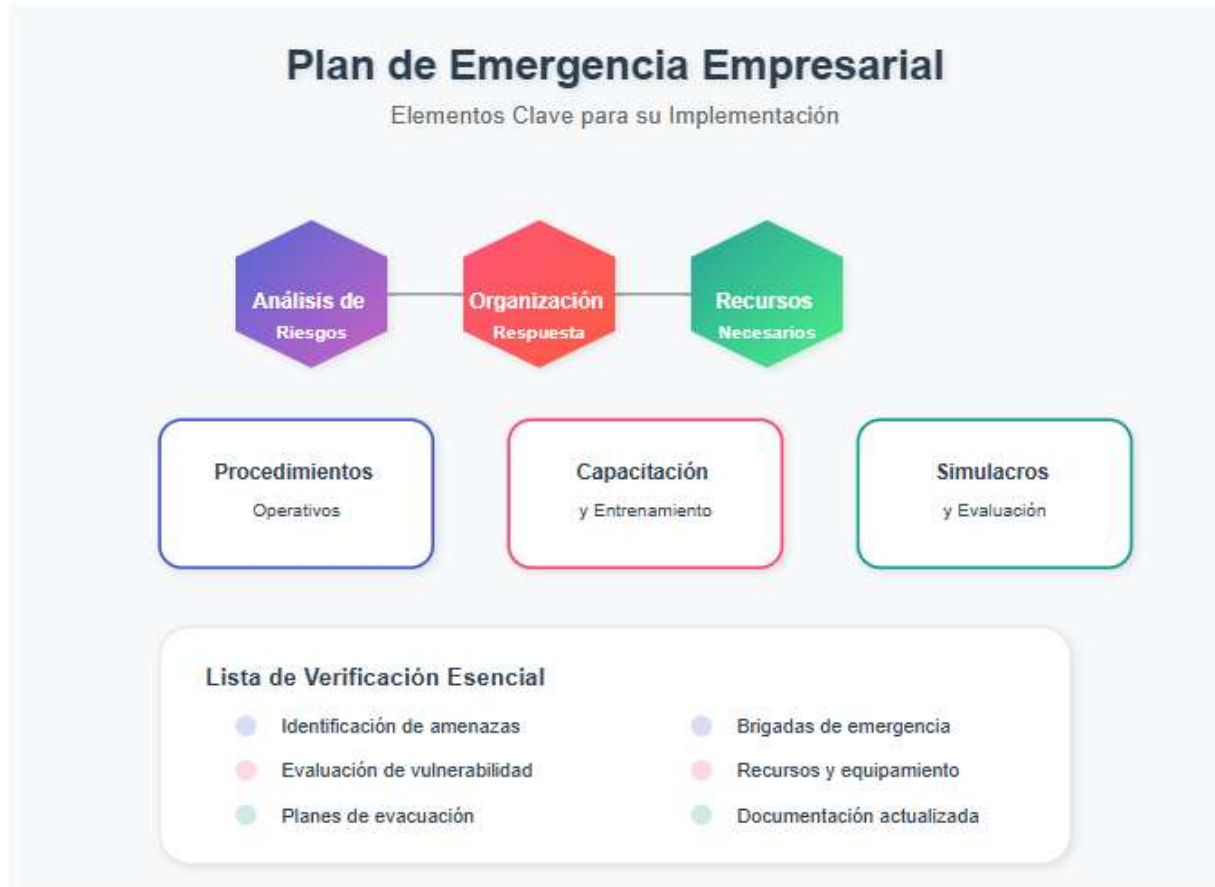 Plan de Emergencia Empresarial
Elementos Clave para su Implementación
Análisis de
Riesgos
Organización
Respuesta
Recursos
Necesarios
Procedimientos
Operativos
Capacitación
y Entrenamiento
Simulacros
y Evaluación
Lista de Verificación Esencial
Identificación de amenazas
Brigadas de emergencia
Evaluación de vulnerabilidad
Recursos y equipamiento
Planes de evacuación
Documentación actualizada